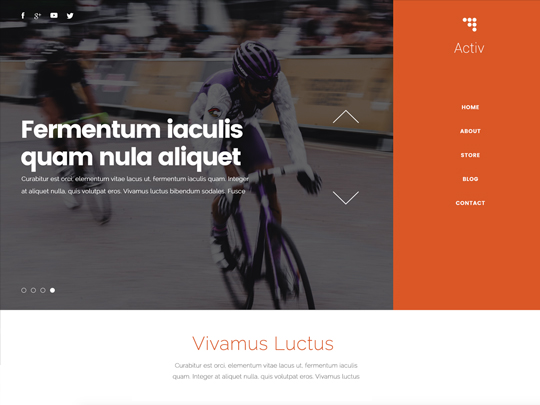 Activ
HOME
ABOUT
STORE
BLOG
CONTACT
Fermentum iaculis
quam nula aliquet
Curabitur est orci, elementum vitae lacus ut, fermentum iaculis quam. Integer
at aliquet nulla, quis volutpat eros. Vivamus luctus bibendum sodales. Fusce
Vivamus Luctus
Curabitur est orci, elementum vitae lacus ut, fermentum iaculis
quam. Integer at aliquet nulla, quis volutpat eros. Vivamus luctus